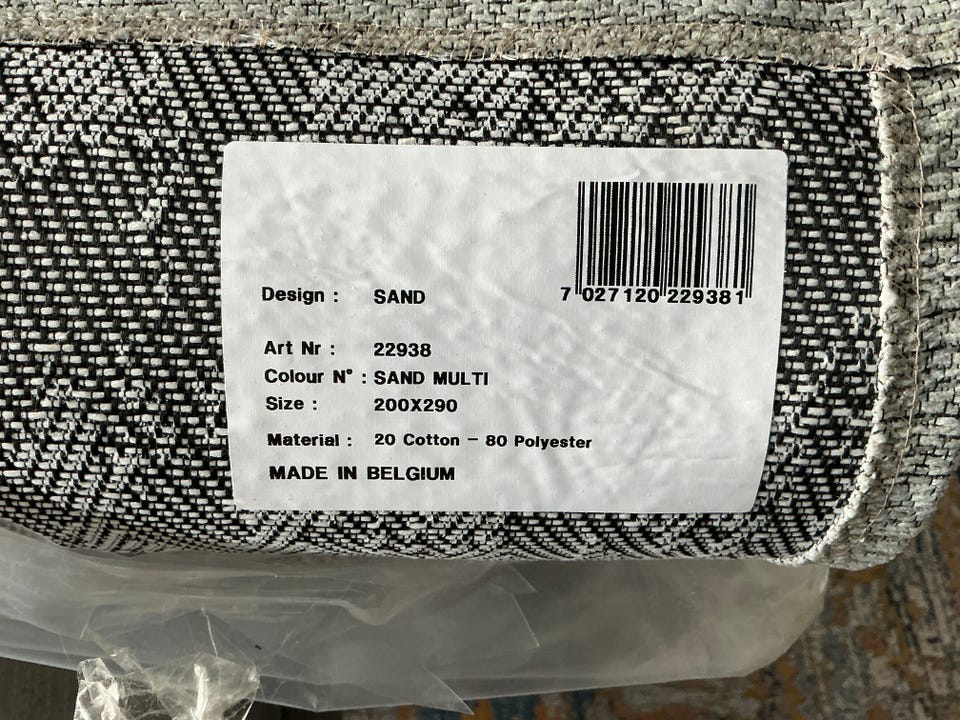 7 027120 229381
Design : SAND
Art Nr : 22938
Colour N° : SAND MULTI
Size : 200X290
Material : 20 Cotton - 80 Polyester
MADE IN BELGIUM